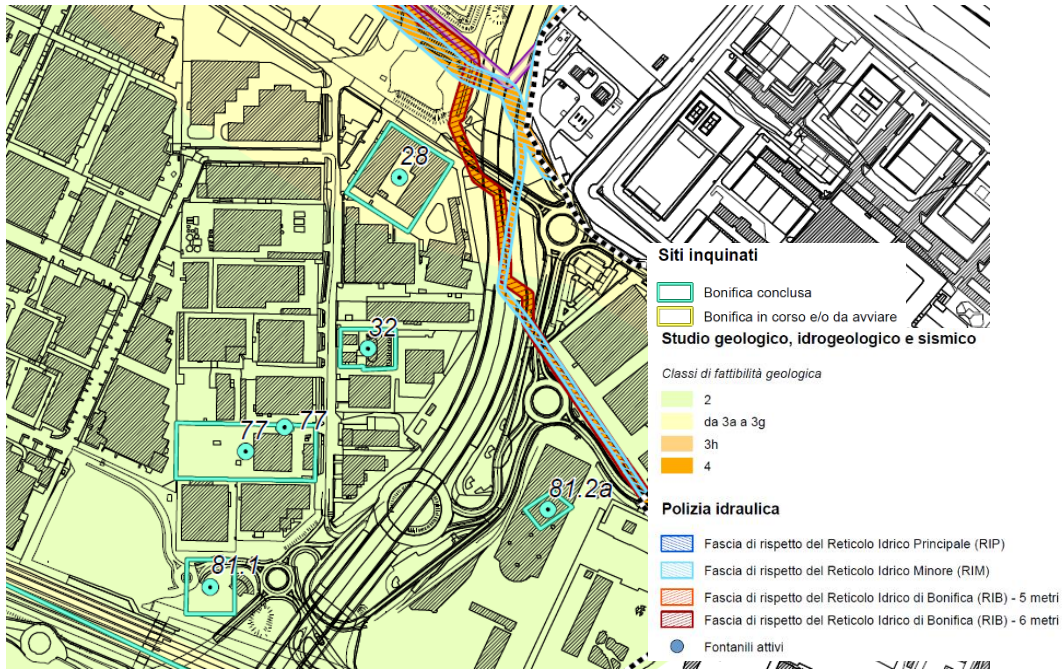 28
32
77
77
81.2a
81.1
Siti inquinati
Bonifica conclusa
Bonifica in corso e/o da avviare
Studio geologico, idrogeologico e sismico
Classi di fattibilità geologica
2
da 3a a 3g
3h
4
Polizia idraulica
Fascia di rispetto del Reticolo Idrico Principale (RIP)
Fascia di rispetto del Reticolo Idrico Minore (RIM)
Fascia di rispetto del Reticolo Idrico di Bonifica (RIB) - 5 metri
Fascia di rispetto del Reticolo Idrico di Bonifica (RIB) - 6 metri
Fontanili attivi